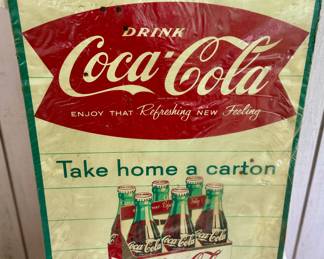 DRINK
Coca-Cola
ENJOY THAT Refreshing NEW Feeling
Take home a carton